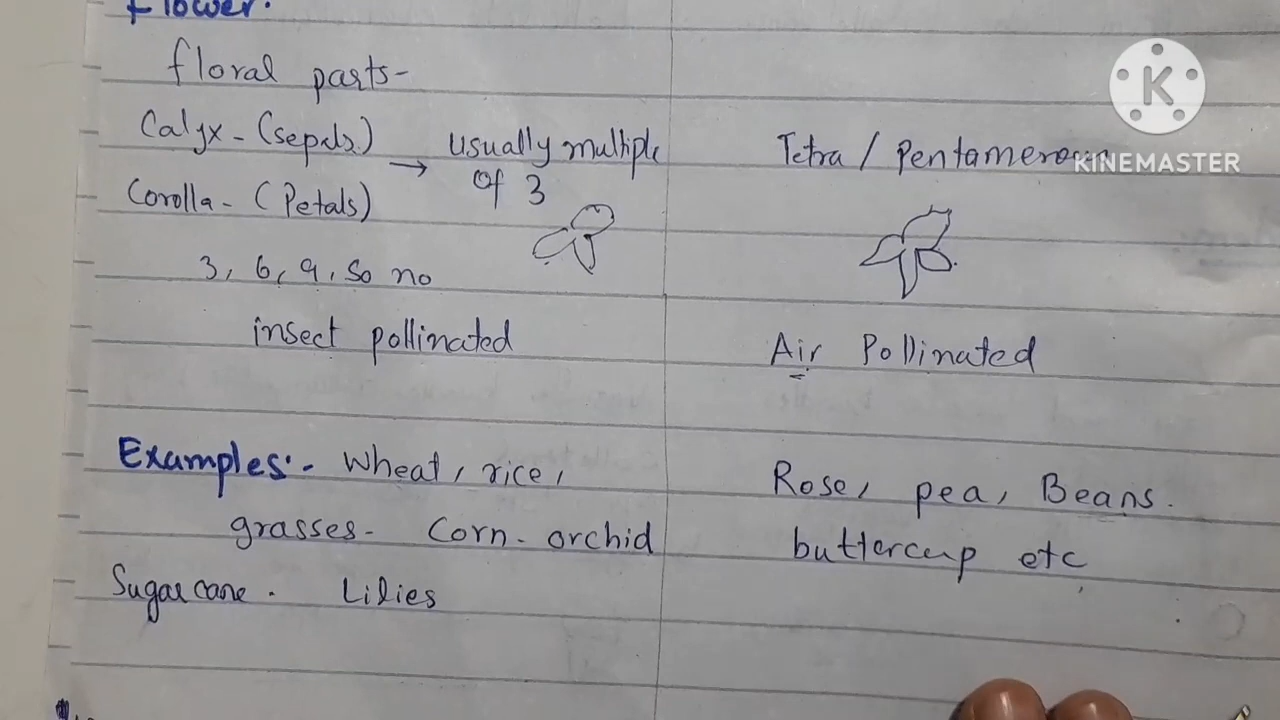 Flower.
floral parts-
Calyx - (sepals) → usually multiple of 3
Corolla - (Petals)
3, 6, 9, so no
insect pollinated
Tetra / Pentamerous
Air Pollinated
Examples:- Wheat, rice,
grasses- Corn- orchid
Sugarcane. Lilies
Rose, pea, Beans.
buttercup etc
K
KINEMASTER